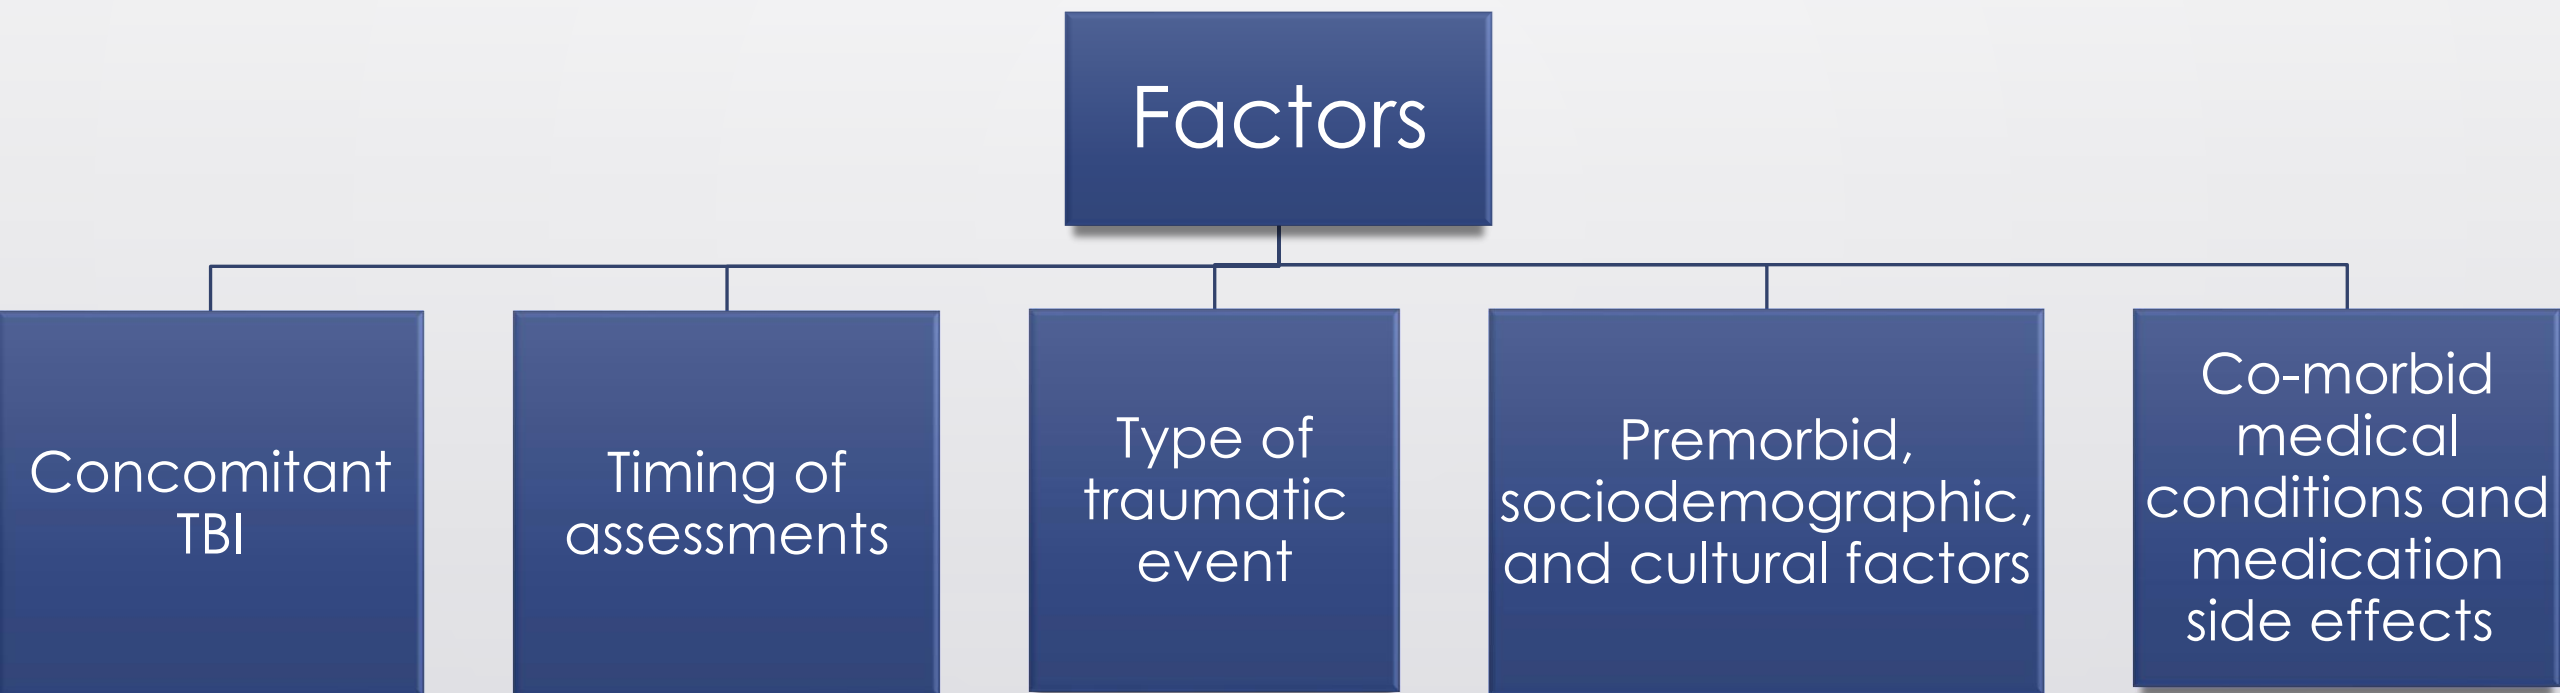 Factors
Concomitant
TBI
Timing of
assessments
Type of
traumatic
event
Premorbid,
sociodemographic,
and cultural factors
Co-morbid
medical
conditions and
medication
side effects